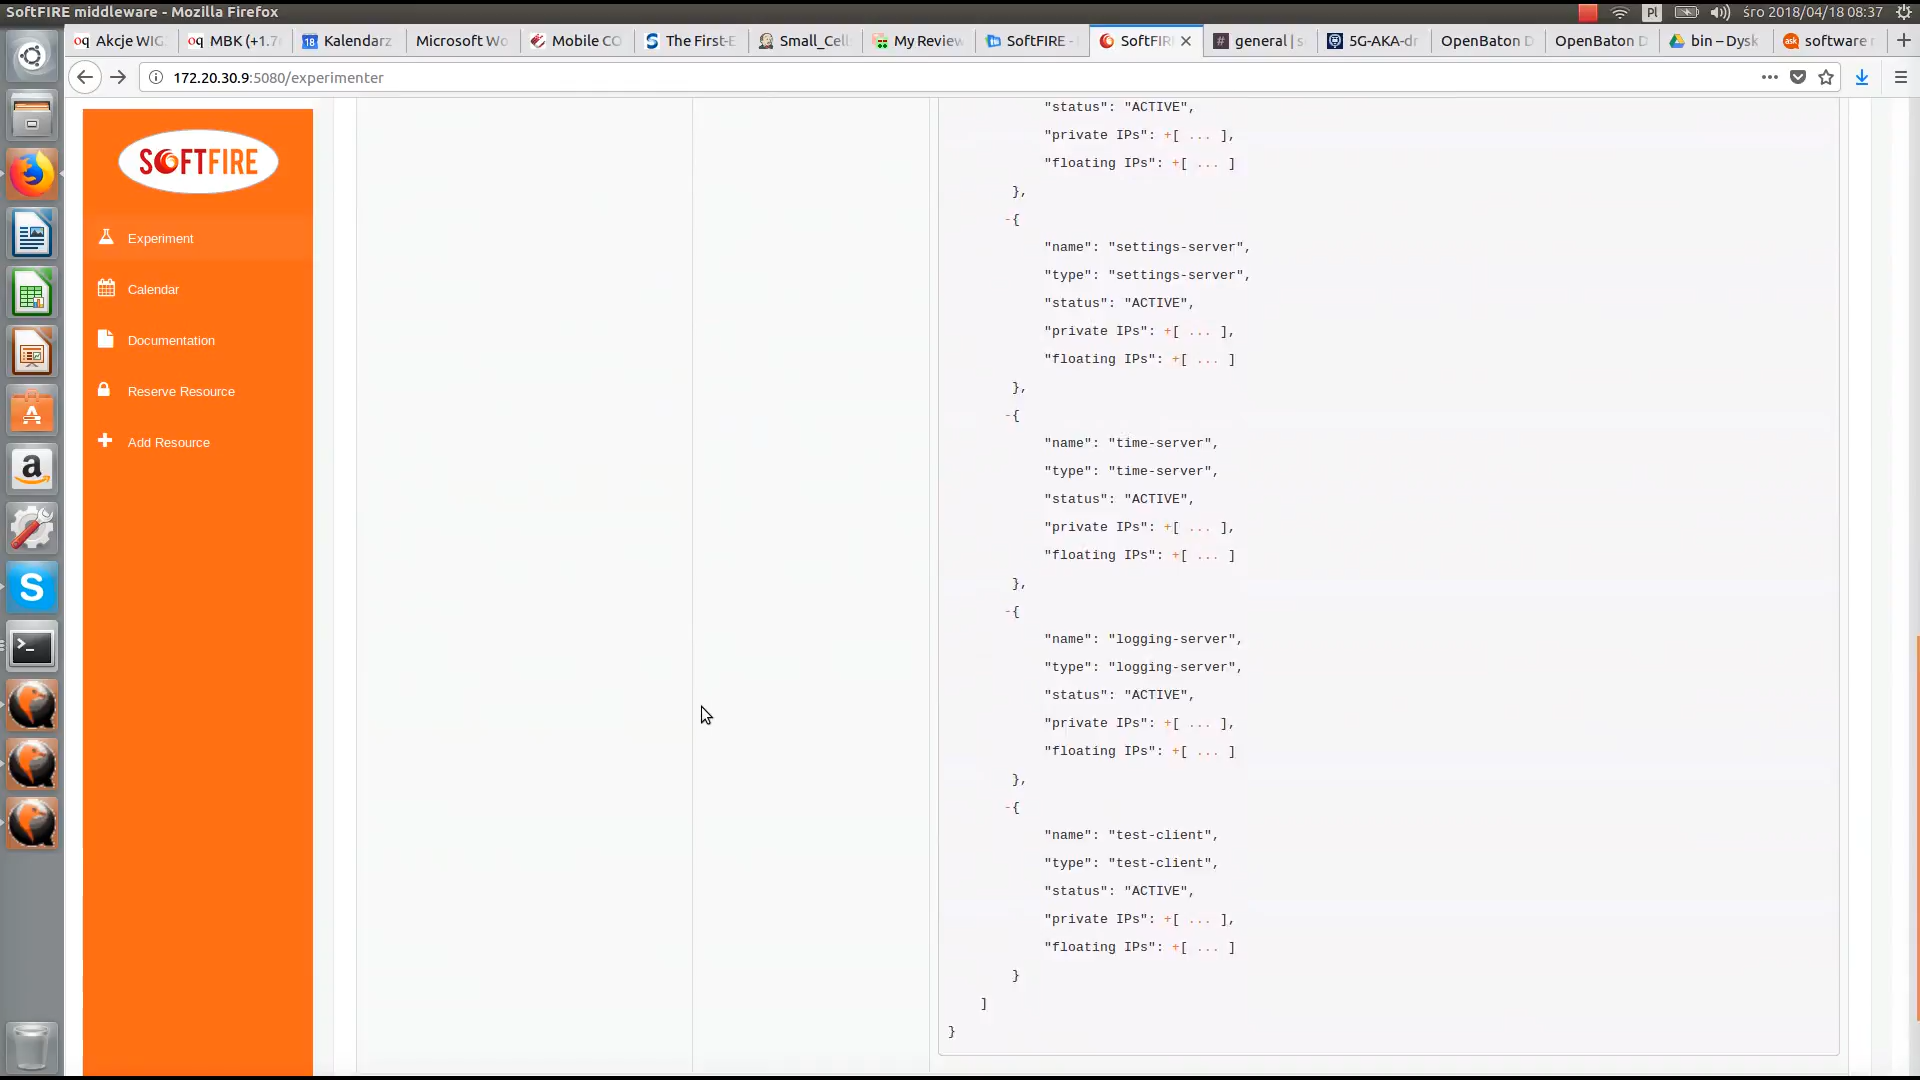 SoftFIRE middleware - Mozilla Firefox
Pl
śro 2018/04/18 08:37
oq Akcje WIG
oq MBK (+1.7
18 Kalendarz
Microsoft Wo
Mobile CO
The First-E
Small_Cell
My Review
SoftFIRE -
SoftFIR
# general | s
5G-AKA-dr
OpenBaton D
OpenBaton D
bin – Dysk
ask software r
172.20.30.9:5080/experimenter
SOFTFIRE
Experiment
Calendar
Documentation
Reserve Resource
Add Resource
"status": "ACTIVE",
"private IPs": +[ ... ],
"floating IPs": +[ ... ]
},
-{
"name": "settings-server",
"type": "settings-server",
"status": "ACTIVE",
"private IPs": +[ ... ],
"floating IPs": +[ ... ]
},
-{
"name": "time-server",
"type": "time-server",
"status": "ACTIVE",
"private IPs": +[ ... ],
"floating IPs": +[ ... ]
},
-{
"name": "logging-server",
"type": "logging-server",
"status": "ACTIVE",
"private IPs": +[ ... ],
"floating IPs": +[ ... ]
},
-{
"name": "test-client",
"type": "test-client",
"status": "ACTIVE",
"private IPs": +[ ... ],
"floating IPs": +[ ... ]
}
]
}